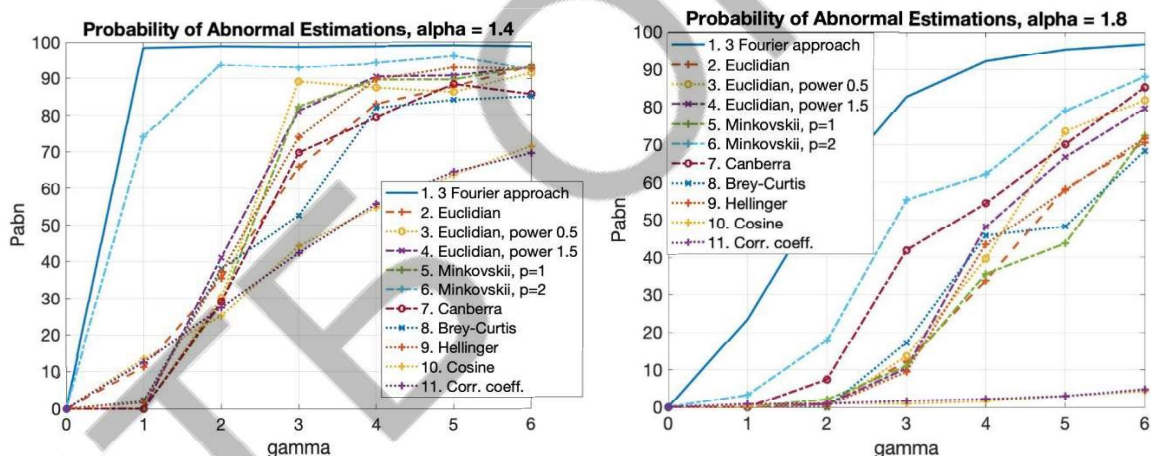 Probability of Abnormal Estimations, alpha = 1.4
Pabn
100
90
80
70
60
50
40
30
20
10
0
0 1 2 3 4 5 6
gamma
1. 3 Fourier approach
2. Euclidian
3. Euclidian, power 0.5
4. Euclidian, power 1.5
5. Minkovskii, p=1
6. Minkovskii, p=2
7. Canberra
8. Brey-Curtis
9. Hellinger
10. Cosine
11. Corr. coeff.
Probability of Abnormal Estimations, alpha = 1.8
Pabn
100
90
80
70
60
50
40
30
20
10
0
0 1 2 3 4 5 6
gamma
1. 3 Fourier approach
2. Euclidian
3. Euclidian, power 0.5
4. Euclidian, power 1.5
5. Minkovskii, p=1
6. Minkovskii, p=2
7. Canberra
8. Brey-Curtis
9. Hellinger
10. Cosine
11. Corr. coeff.